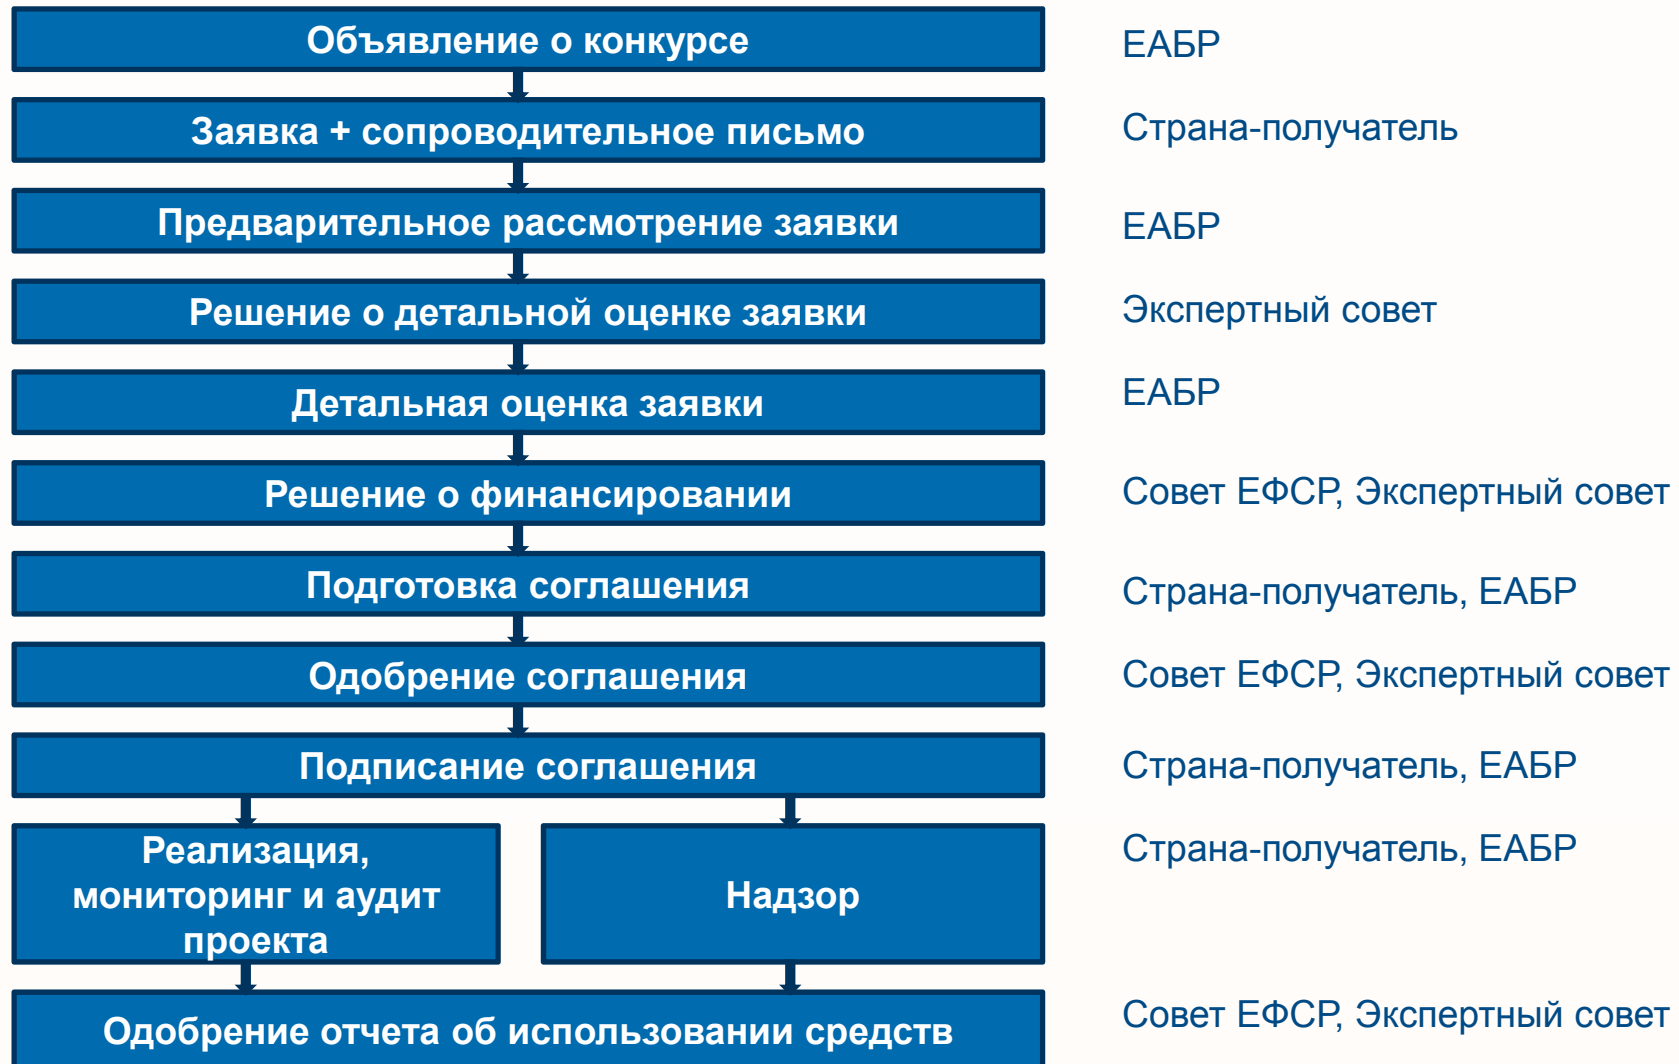 Объявление о конкурсе
ЕАБР
Заявка + сопроводительное письмо
Страна-получатель
Предварительное рассмотрение заявки
ЕАБР
Решение о детальной оценке заявки
Экспертный совет
Детальная оценка заявки
ЕАБР
Решение о финансировании
Совет ЕФСР, Экспертный совет
Подготовка соглашения
Страна-получатель, ЕАБР
Одобрение соглашения
Совет ЕФСР, Экспертный совет
Подписание соглашения
Страна-получатель, ЕАБР
Реализация,
мониторинг и аудит
проекта
Надзор
Страна-получатель, ЕАБР
Одобрение отчета об использовании средств
Совет ЕФСР, Экспертный совет